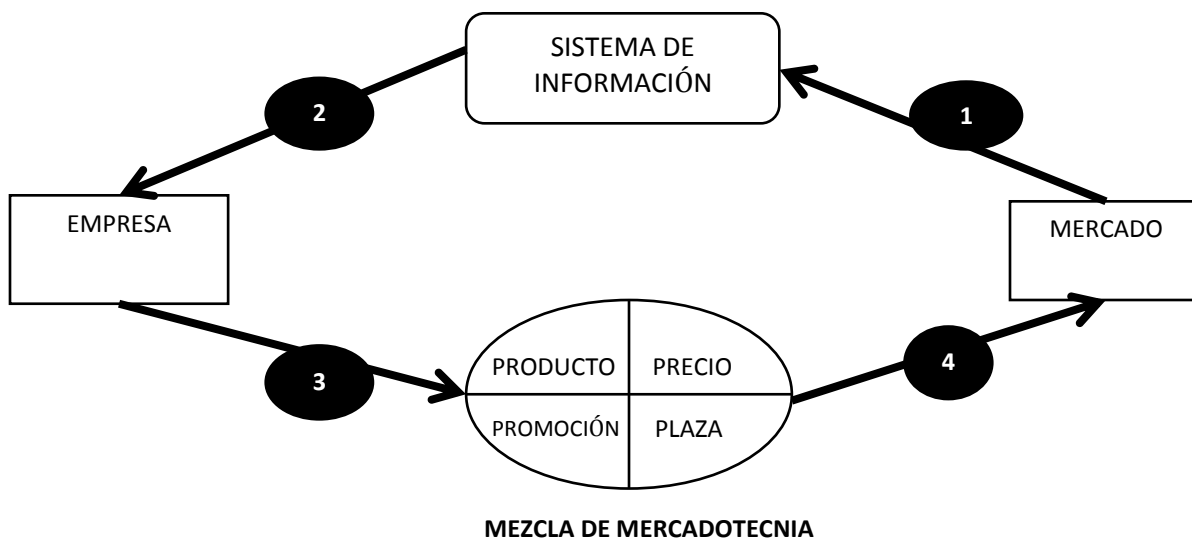 SISTEMA DE
INFORMACIÓN
2
1
EMPRESA
MERCADO
PRODUCTO
PRECIO
3
4
PROMOCIÓN
PLAZA
MEZCLA DE MERCADOTECNIA